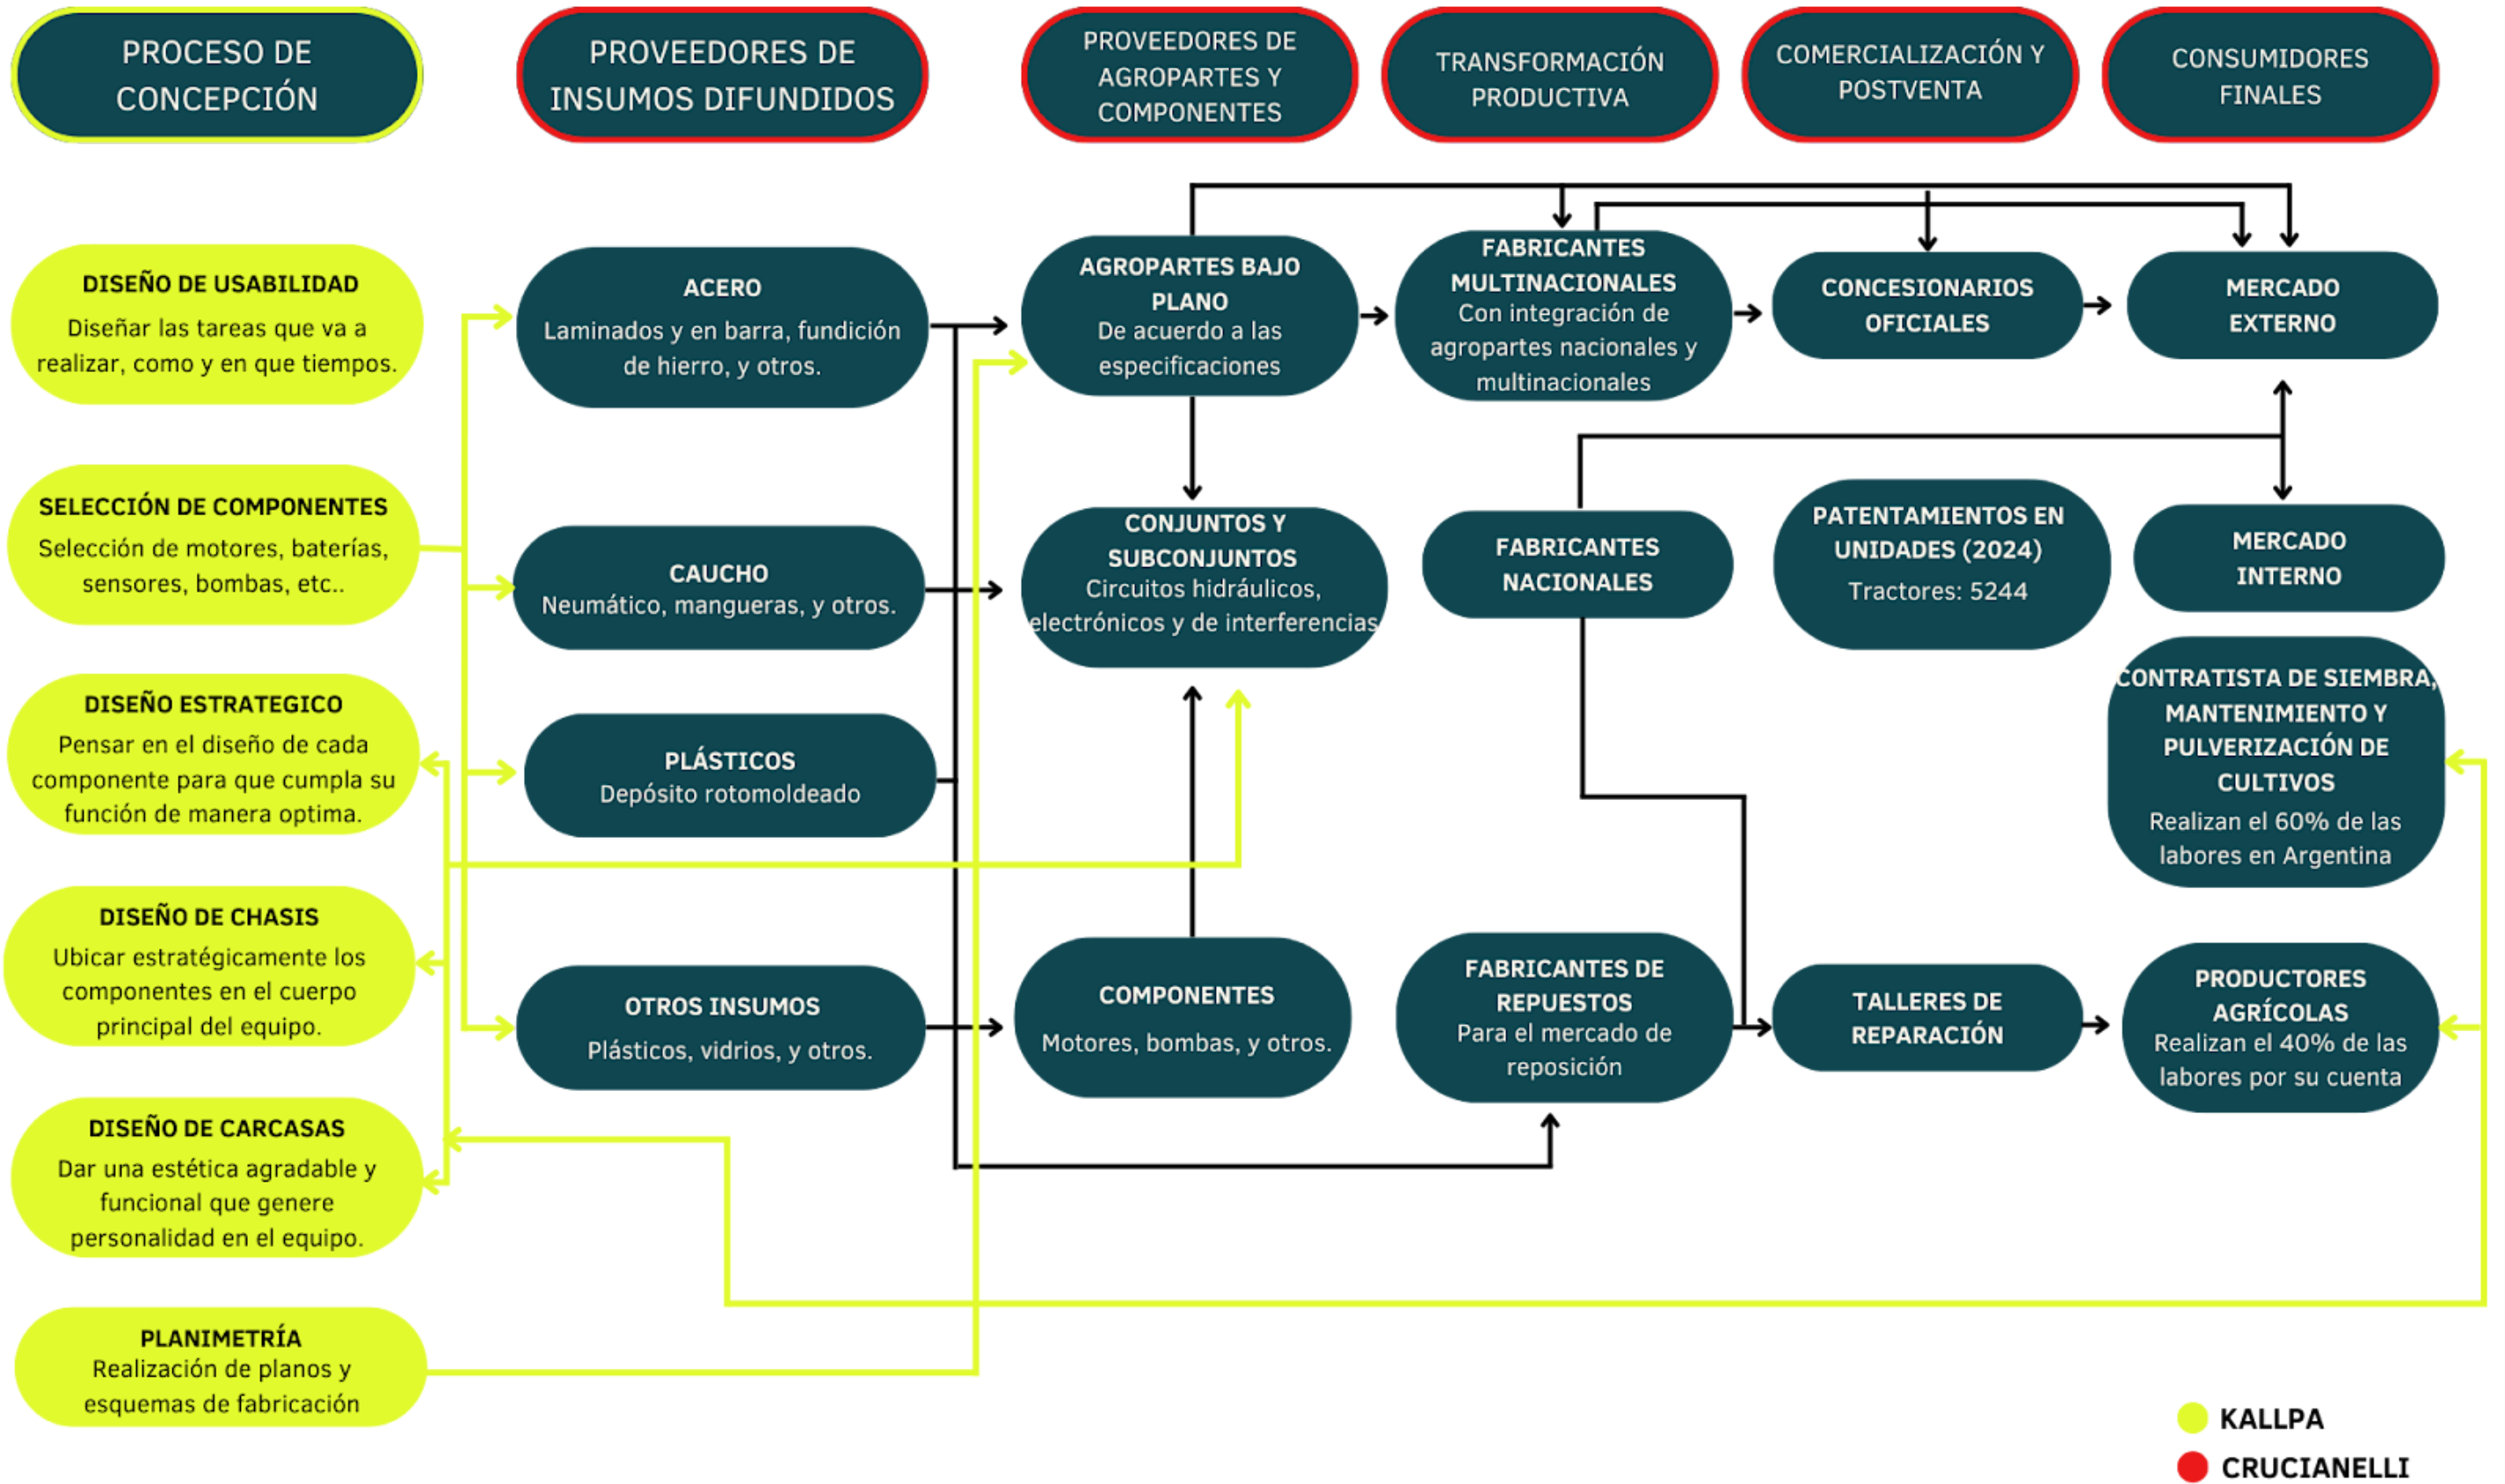 PROCESO DE
CONCEPCIÓN
PROVEEDORES DE
INSUMOS DIFUNDIDOS
PROVEEDORES DE
AGROPARTES Y
COMPONENTES
TRANSFORMACIÓN
PRODUCTIVA
COMERCIALIZACIÓN Y
POSTVENTA
CONSUMIDORES
FINALES
DISEÑO DE USABILIDAD
Diseñar las tareas que va a
realizar, como y en que tiempos.
SELECCIÓN DE COMPONENTES
Selección de motores, baterías,
sensores, bombas, etc..
DISEÑO ESTRATEGICO
Pensar en el diseño de cada
componente para que cumpla su
función de manera optima.
DISEÑO DE CHASIS
Ubicar estratégicamente los
componentes en el cuerpo
principal del equipo.
DISEÑO DE CARCASAS
Dar una estética agradable y
funcional que genere
personalidad en el equipo.
PLANIMETRÍA
Realización de planos y
esquemas de fabricación
ACERO
Laminados y en barra, fundición
de hierro, y otros.
CAUCHO
Neumático, mangueras, y otros.
PLÁSTICOS
Depósito rotomoldeado
OTROS INSUMOS
Plásticos, vidrios, y otros.
AGROPARTES BAJO
PLANO
De acuerdo a las
especificaciones
CONJUNTOS Y
SUBCONJUNTOS
Circuitos hidráulicos,
electrónicos y de interferencias
COMPONENTES
Motores, bombas, y otros.
FABRICANTES
MULTINACIONALES
Con integración de
agropartes nacionales y
multinacionales
FABRICANTES
NACIONALES
FABRICANTES DE
REPUESTOS
Para el mercado de
reposición
CONCESIONARIOS
OFICIALES
PATENTAMIENTOS EN
UNIDADES (2024)
Tractores: 5244
TALLERES DE
REPARACIÓN
MERCADO
EXTERNO
MERCADO
INTERNO
CONTRATISTA DE SIEMBRA,
MANTENIMIENTO Y
PULVERIZACIÓN DE
CULTIVOS
Realizan el 60% de las
labores en Argentina
PRODUCTORES
AGRÍCOLAS
Realizan el 40% de las
labores por su cuenta
KALLPA
CRUCIANELLI